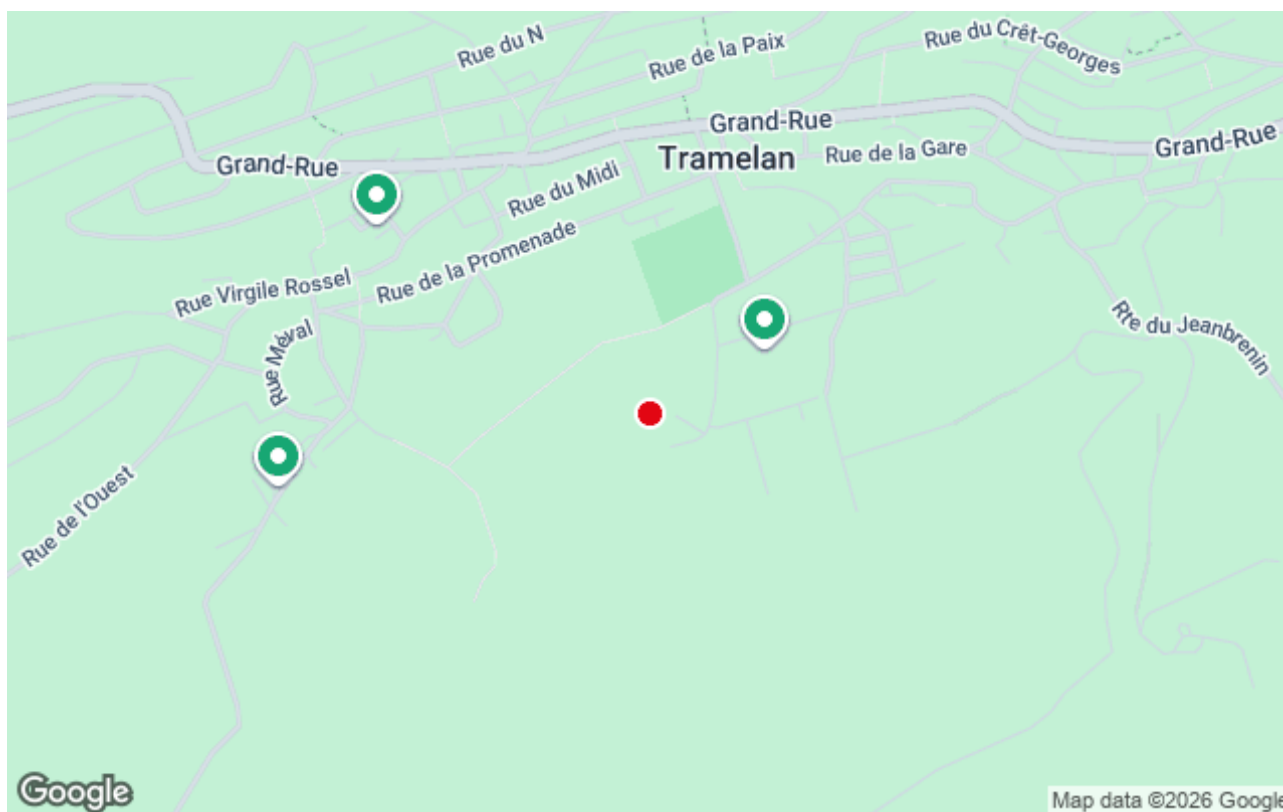 Rue du N
Rue de la Paix
Rue du Crêt-Georges
Grand-Rue
Grand-Rue
Tramelan
Rue de la Gare
Grand-Rue
Rue du Midi
Rue de la Promenade
Rue Virgile Rossel
Rue Méval
Rte du Jeanbrenin
Rue de l'Ouest
Google
Map data ©2026 Google